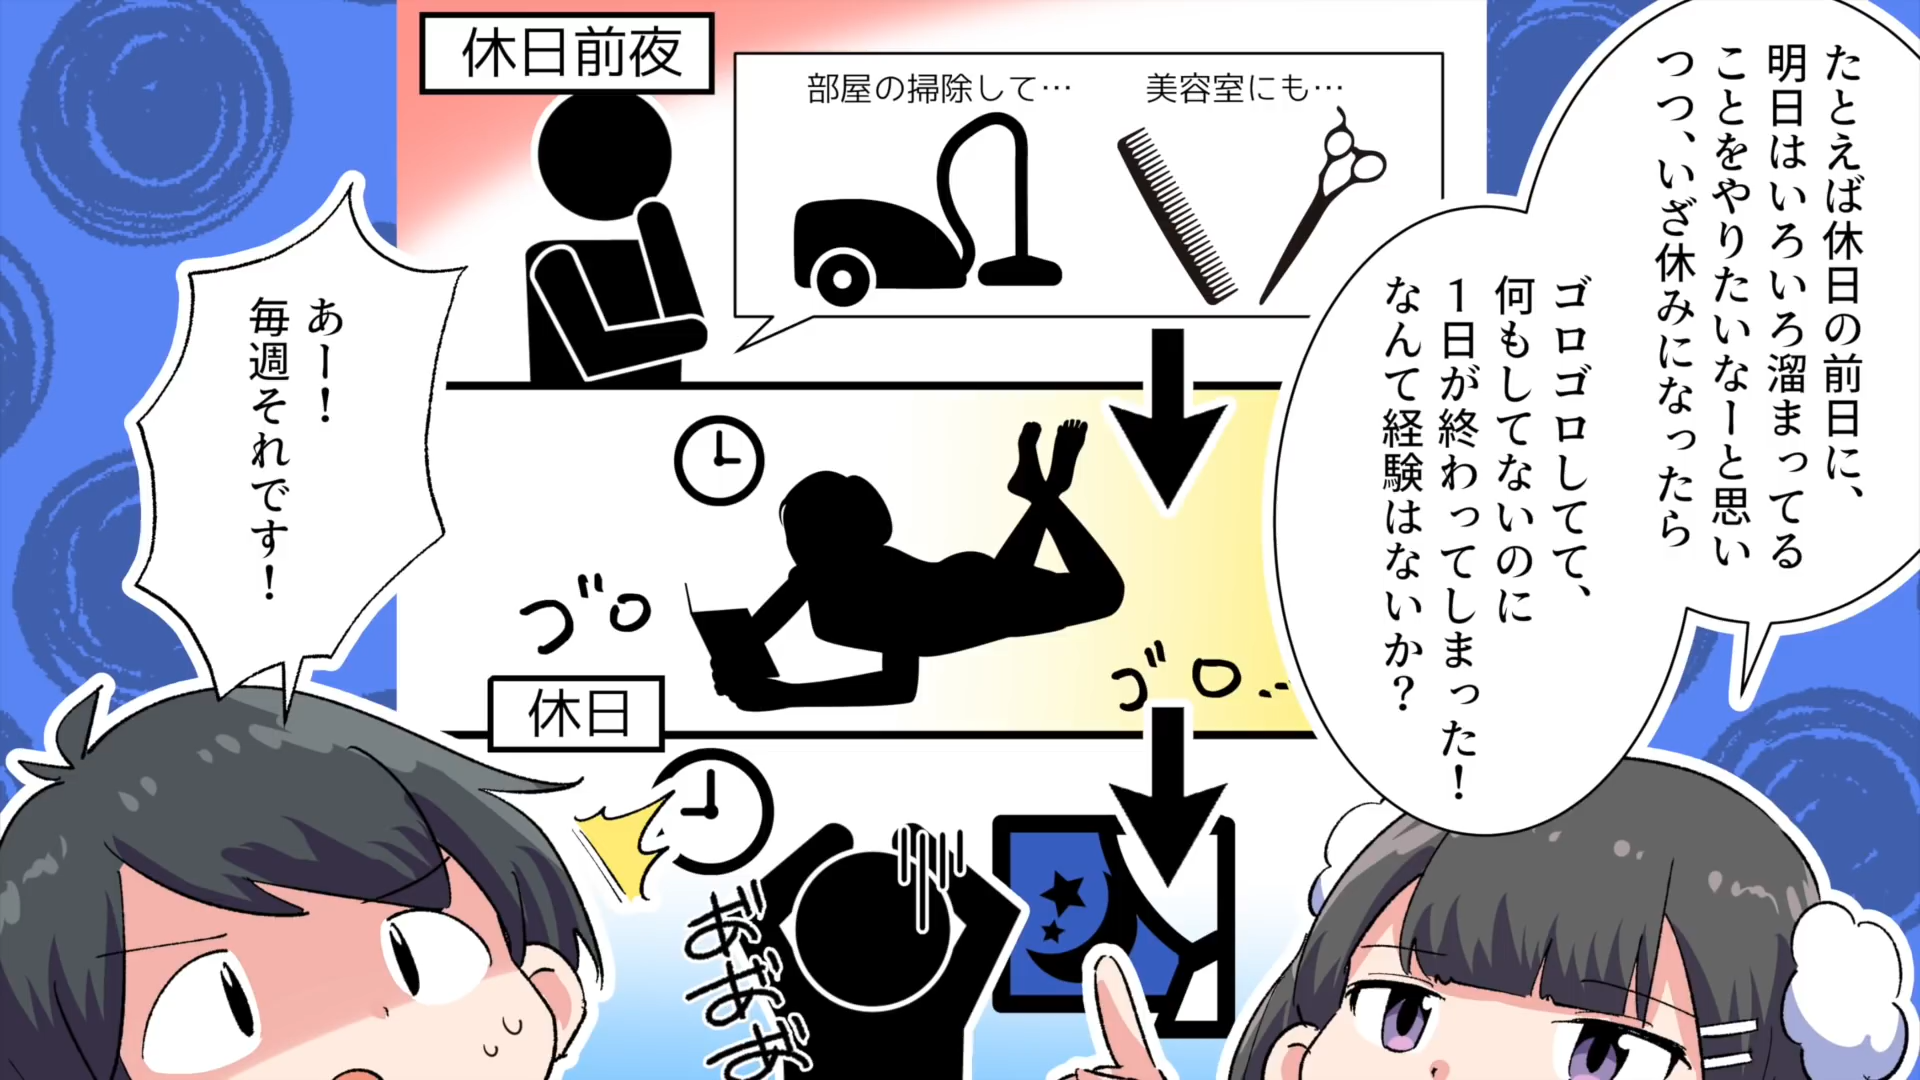 たとえば休日の前日に、
明日はいろいろ溜まってる
ことをやりたいなーと思い
つつ、いざ休みになったら
ゴロゴロしてて、
何もしてないのに
1日が終わってしまった！
なんて経験はないか？
休日前夜
部屋の掃除して…
美容室にも…
ゴロ
ゴロ…
休日
あ゛あ゛あ゛
あー！
毎週それです！